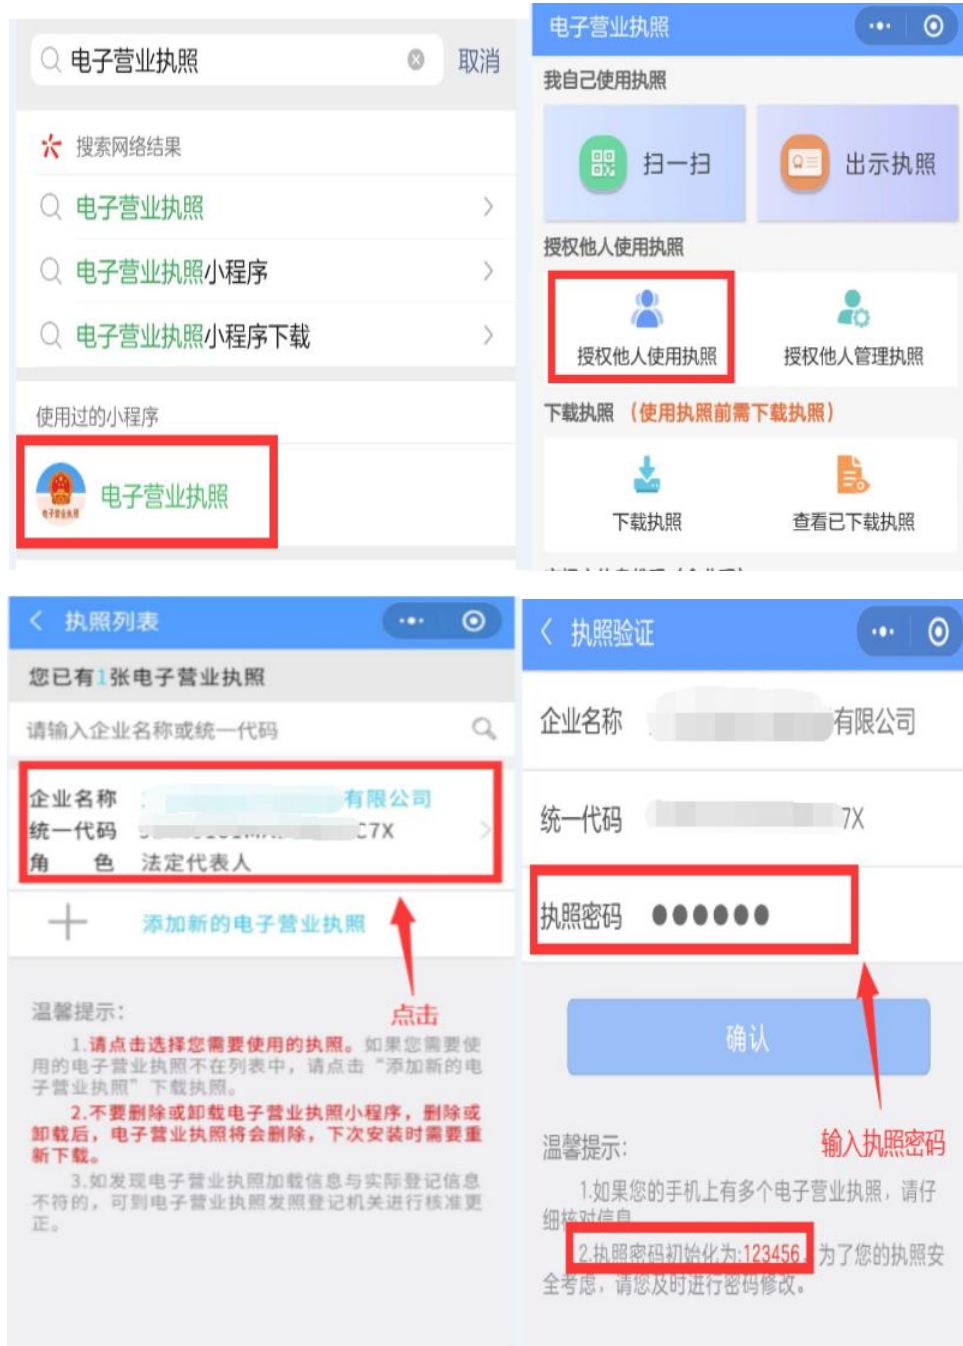 电子营业执照
取消
搜索网络结果
电子营业执照
电子营业执照小程序
电子营业执照小程序下载
使用过的小程序
电子营业执照
电子营业执照
电子营业执照
我自己使用执照
扫一扫
出示执照
授权他人使用执照
授权他人使用执照
授权他人管理执照
下载执照 (使用执照前需下载执照)
下载执照
查看已下载执照
执照列表
您已有1张电子营业执照
请输入企业名称或统一代码
企业名称 有限公司
统一代码 C7X
角 色 法定代表人
添加新的电子营业执照
点击
温馨提示:
1.请点击选择您需要使用的执照。如果您需要使
用的电子营业执照不在列表中，请点击“添加新的电
子营业执照”下载执照。
2.不要删除或卸载电子营业执照小程序，删除或
卸载后，电子营业执照将会删除，下次安装时需要重
新下载。
3.如发现电子营业执照加载信息与实际登记信息
不符的，可到电子营业执照发照登记机关进行核准更
正。
执照验证
企业名称 有限公司
统一代码 7X
执照密码 ●●●●●●
确认
输入执照密码
温馨提示:
1.如果您的手机上有多个电子营业执照，请仔
细核对信息
2.执照密码初始化为:123456，为了您的执照安
全考虑，请您及时进行密码修改。